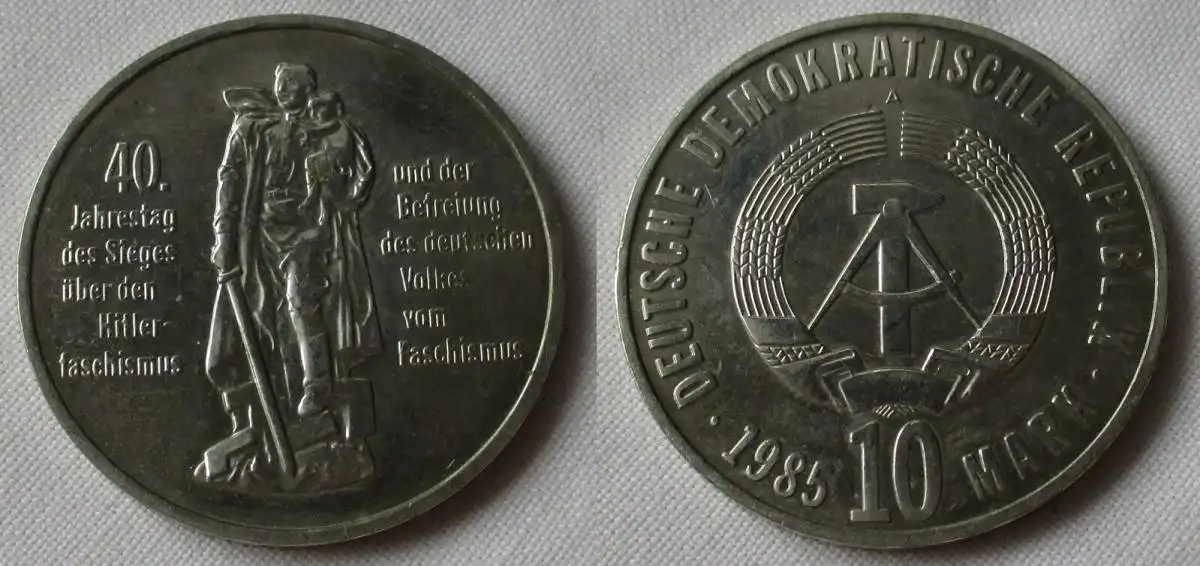 40.
Jahrestag
des Sieges
über den
Hitler-
faschismus
und der
Befreiung
des deutschen
Volkes
vom
Faschismus
DEUTSCHE DEMOKRATISCHE REPUBLIK
A
· 1985 10 MARK ·